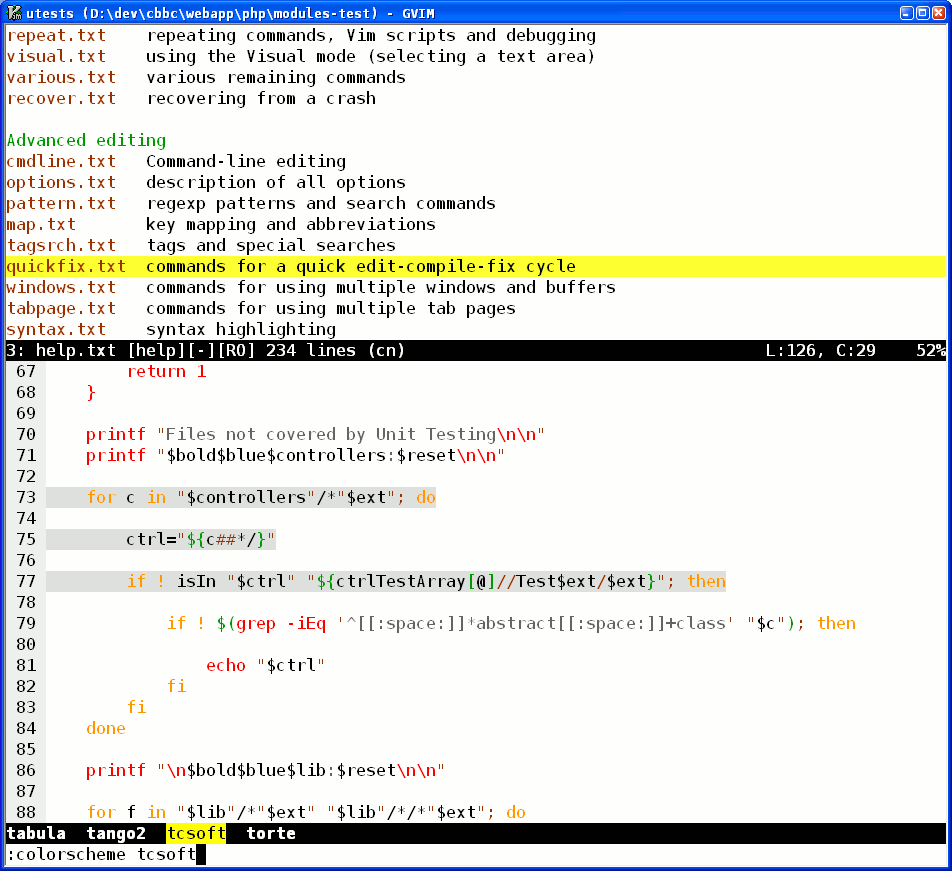 utests (D:\dev\cbbc\webapp\php\modules-test) - GVIM
repeat.txt    repeating commands, Vim scripts and debugging
visual.txt    using the Visual mode (selecting a text area)
various.txt   various remaining commands
recover.txt   recovering from a crash
Advanced editing
cmdline.txt   Command-line editing
options.txt   description of all options
pattern.txt   regexp patterns and search commands
map.txt       key mapping and abbreviations
tagsrch.txt   tags and special searches
quickfix.txt  commands for a quick edit-compile-fix cycle
windows.txt   commands for using multiple windows and buffers
tabpage.txt   commands for using multiple tab pages
syntax.txt    syntax highlighting
3: help.txt [help][-][RO] 234 lines (cn) L:126, C:29 52%
67         return 1
68     }
69
70     printf "Files not covered by Unit Testing\n\n"
71     printf "$bold$blue$controllers:$reset\n\n"
72
73     for c in "$controllers"/*"$ext"; do
74
75         ctrl="${c##*/}"
76
77         if ! isIn "$ctrl" "${ctrlTestArray[@]//Test$ext/$ext}"; then
78
79             if ! $(grep -iEq '^[[:space:]]*abstract[[:space:]]+class' "$c"); then
80
81                 echo "$ctrl"
82             fi
83         fi
84     done
85
86     printf "\n$bold$blue$lib:$reset\n\n"
87
88     for f in "$lib"/*"$ext" "$lib"/*/*"$ext"; do
tabula  tango2  tcsoft  torte
:colorscheme tcsoft